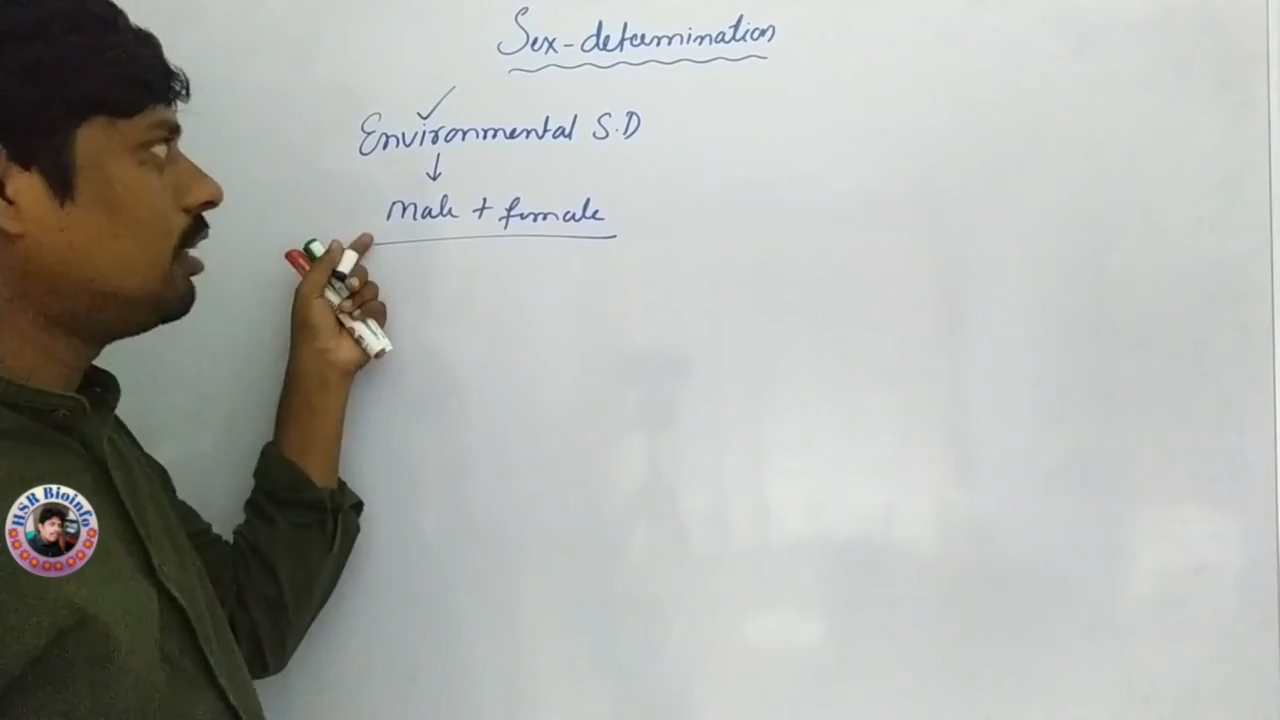 Sex-determination
Environmental S.D
↓
Male + female
HSR Bioinfo